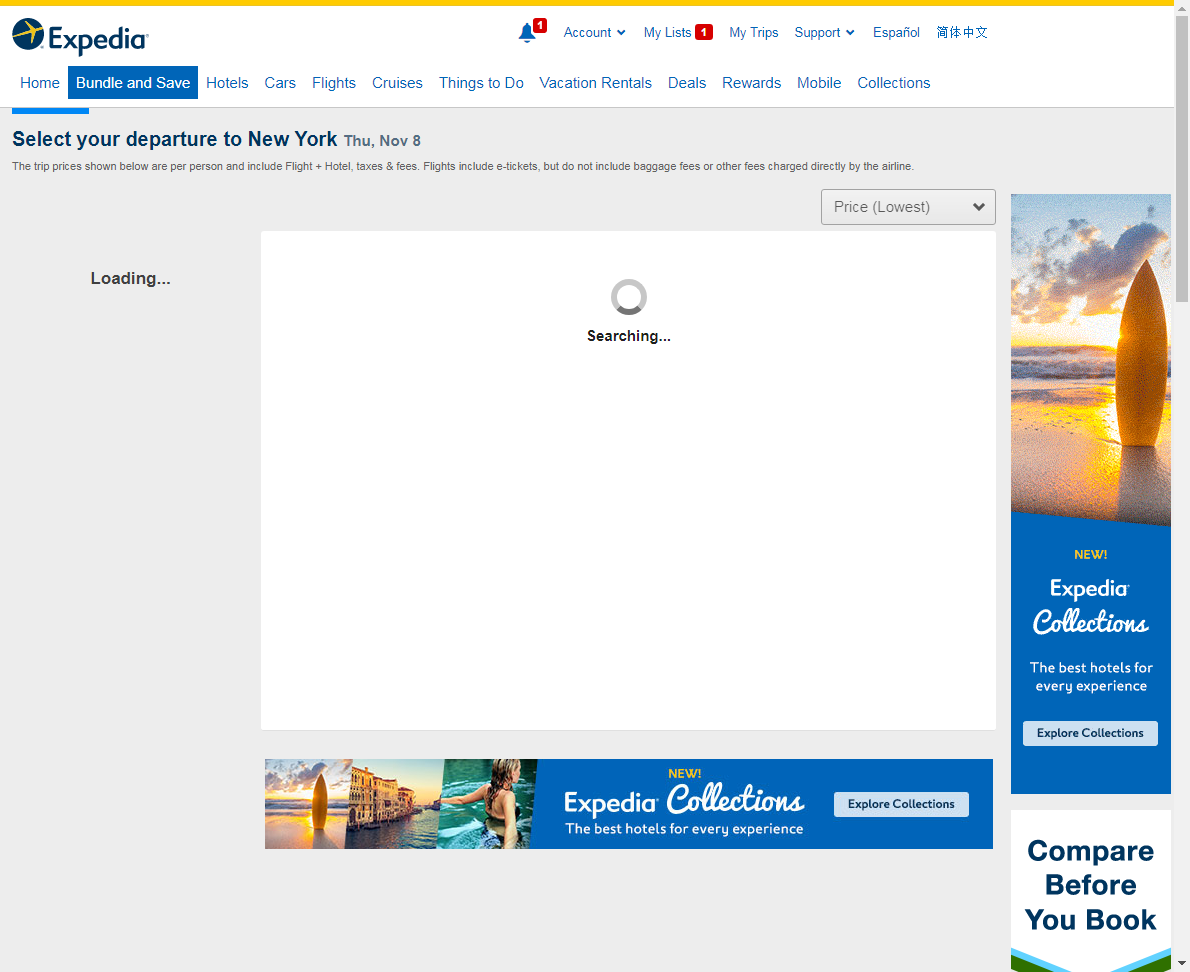 Expedia
1
Account
My Lists 1
My Trips
Support
Español
简体中文
Home
Bundle and Save
Hotels
Cars
Flights
Cruises
Things to Do
Vacation Rentals
Deals
Rewards
Mobile
Collections
Select your departure to New York Thu, Nov 8
The trip prices shown below are per person and include Flight + Hotel, taxes & fees. Flights include e-tickets, but do not include baggage fees or other fees charged directly by the airline.
Price (Lowest)
Loading...
Searching...
NEW!
Expedia
Collections
The best hotels for
every experience
Explore Collections
NEW!
Expedia Collections
The best hotels for every experience
Explore Collections
Compare
Before
You Book